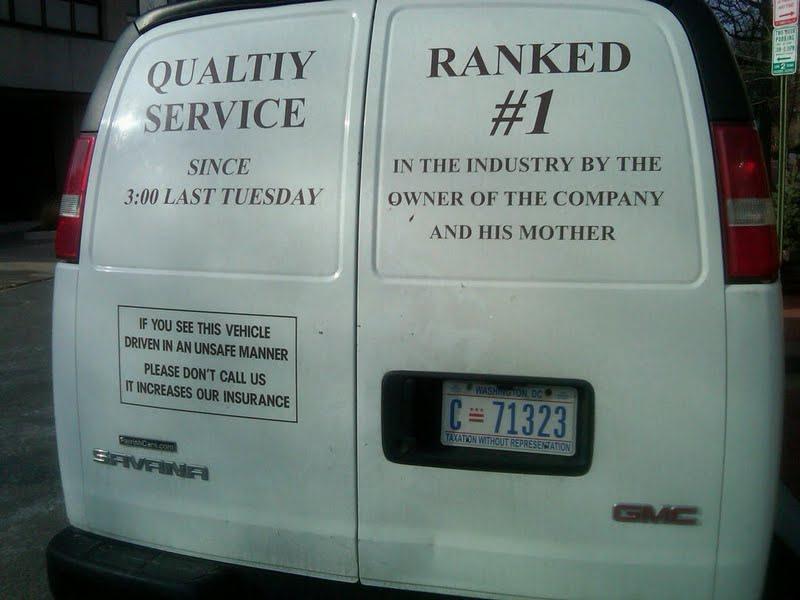 QUALTIY
SERVICE
SINCE
3:00 LAST TUESDAY
RANKED
#1
IN THE INDUSTRY BY THE
OWNER OF THE COMPANY
AND HIS MOTHER
IF YOU SEE THIS VEHICLE
DRIVEN IN AN UNSAFE MANNER
PLEASE DON'T CALL US
IT INCREASES OUR INSURANCE
SAVANA
WASHINGTON, DC
C 71323
TAXATION WITHOUT REPRESENTATION
GMC
PARKING